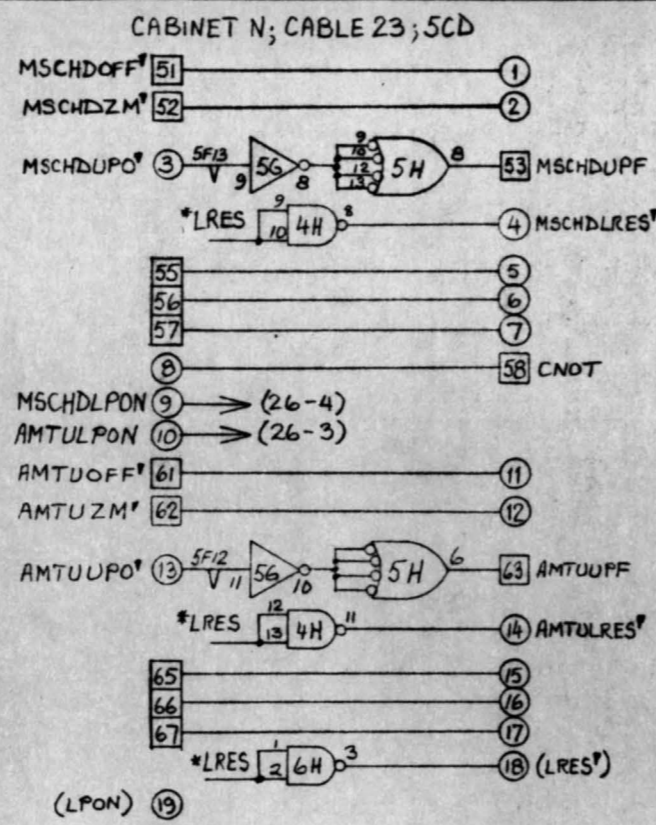 CABINET N; CABLE 23; 5CD
MSCHDOFF' 51 1
MSCHDZM' 52 2
MSCHDUPO' 3 5F13 9 5G 8 9 10 12 13 5H 8 53 MSCHDUPF
*LRES 9 10 4H 8 4 MSCHDLRES'
55 5
56 6
57 7
8 58 CNOT
MSCHDLPON 9 (26-4)
AMTULPON 10 (26-3)
AMTUOFF' 61 11
AMTUZM' 62 12
AMTUUPO' 13 5F12 11 5G 10 5H 6 63 AMTUUPF
*LRES 12 13 4H 11 14 AMTULRES'
65 15
66 16
67 17
*LRES 1 2 6H 3 18 (LRES')
(LPON) 19